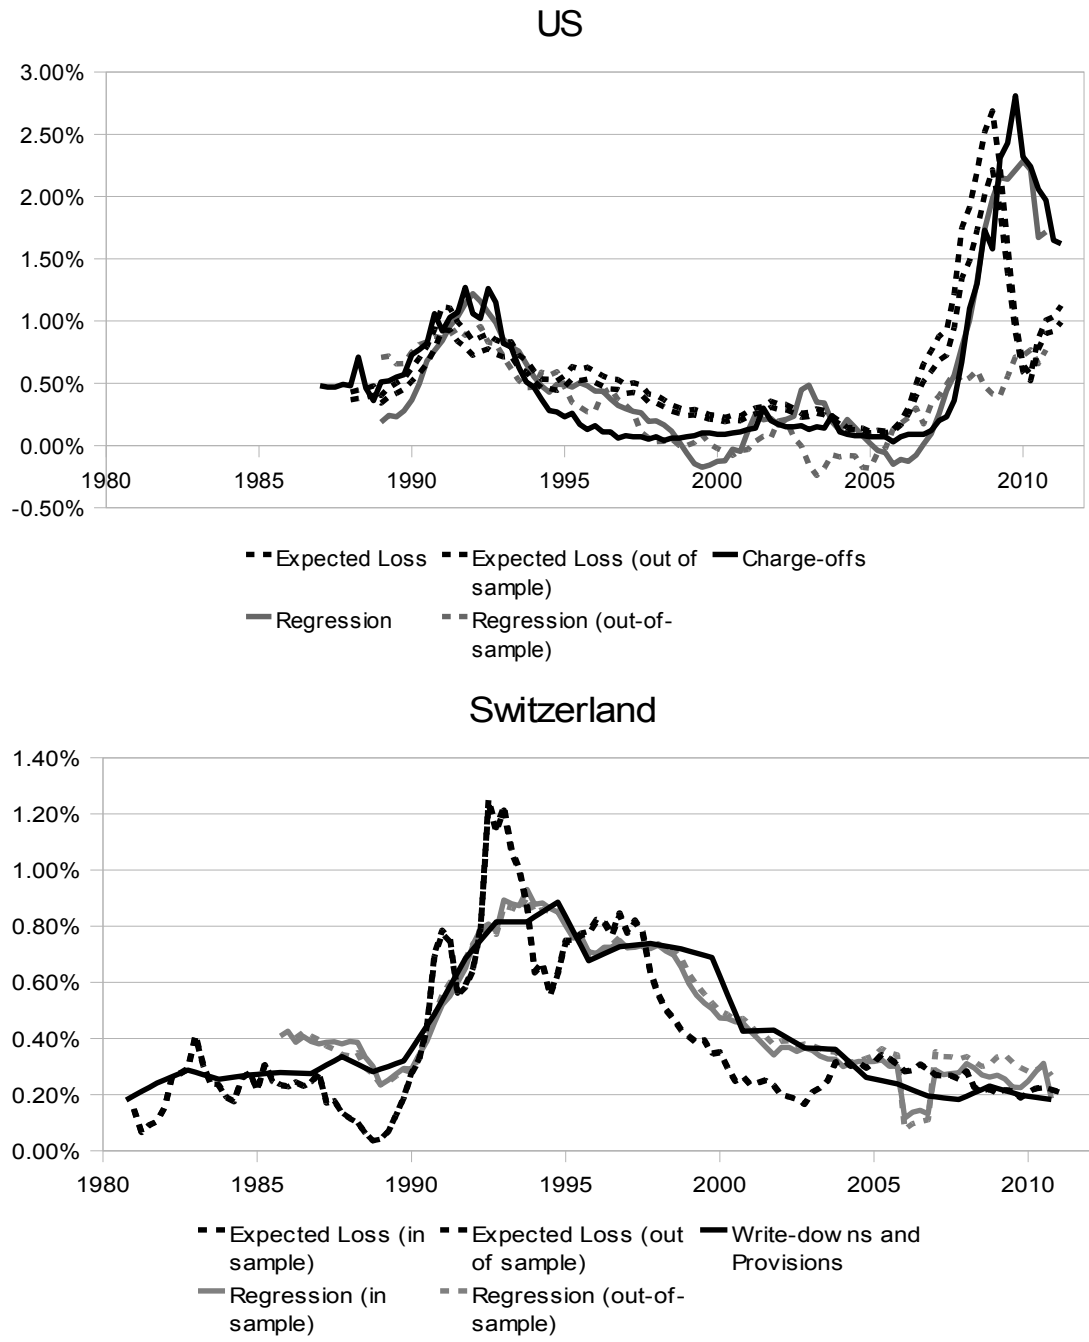 US
3.00%
2.50%
2.00%
1.50%
1.00%
0.50%
0.00%
1980 1985 1990 1995 2000 2005 2010
-0.50%
Expected Loss Expected Loss (out of sample) Charge-offs
Regression Regression (out-of-sample)
Switzerland
1.40%
1.20%
1.00%
0.80%
0.60%
0.40%
0.20%
0.00%
1980 1985 1990 1995 2000 2005 2010
Expected Loss (in sample) Expected Loss (out of sample) Write-downs and Provisions
Regression (in sample) Regression (out-of-sample)